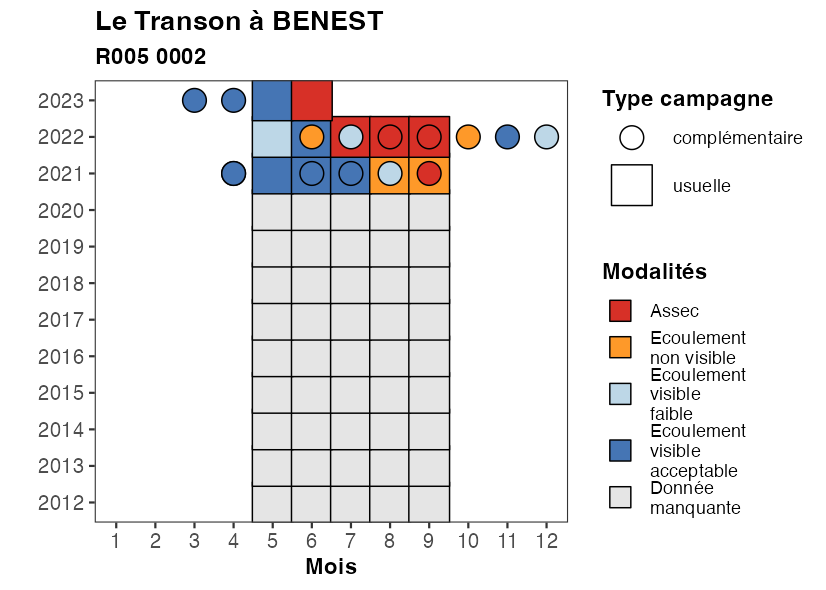 Le Transon à BENEST
R005 0002
2023
2022
2021
2020
2019
2018
2017
2016
2015
2014
2013
2012
1 2 3 4 5 6 7 8 9 10 11 12
Mois
Type campagne
complémentaire
usuelle
Modalités
Assec
Ecoulement
non visible
Ecoulement
visible
faible
Ecoulement
visible
acceptable
Donnée
manquante